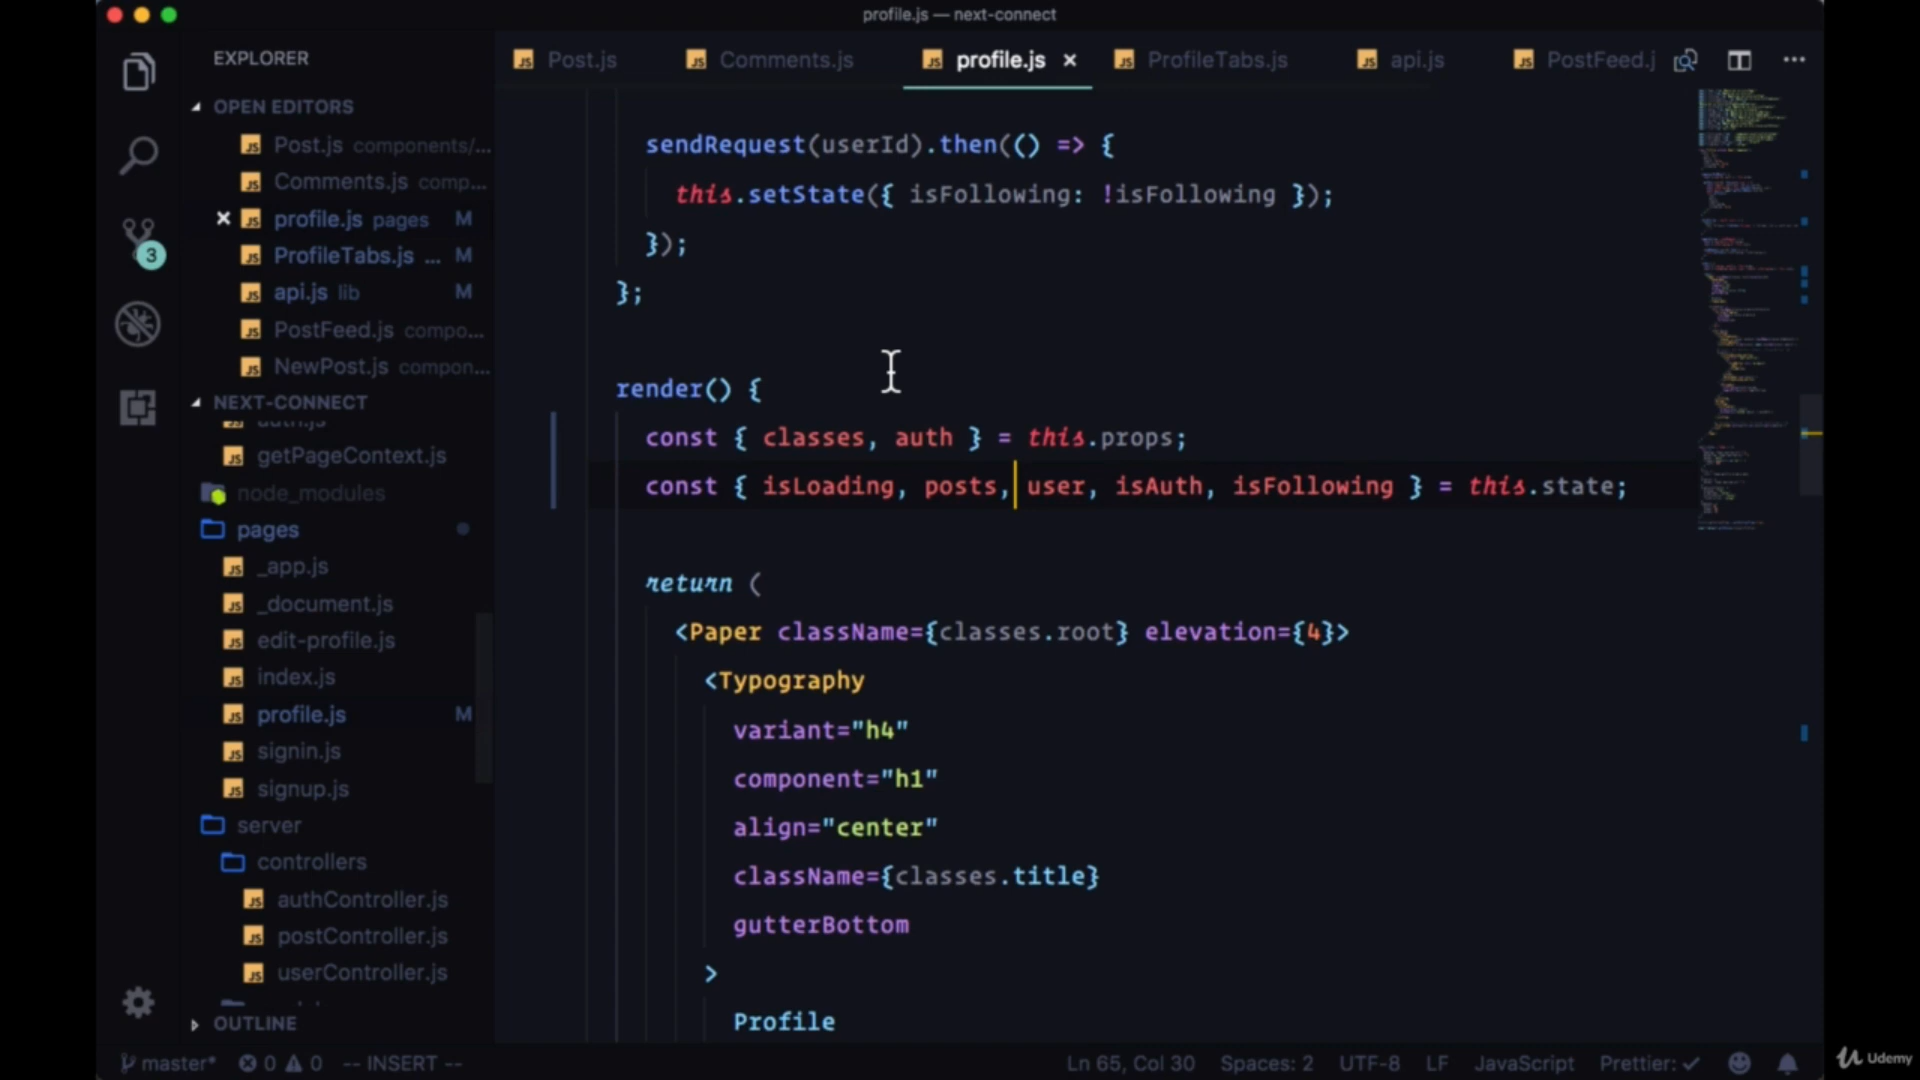 profile.js — next-connect
EXPLORER
OPEN EDITORS
Post.js components/...
Comments.js comp...
profile.js pages M
ProfileTabs.js ... M
api.js lib M
PostFeed.js compo...
NewPost.js compon...
NEXT-CONNECT
auth.js
getPageContext.js
node_modules
pages
_app.js
_document.js
edit-profile.js
index.js
profile.js M
signin.js
signup.js
server
controllers
authController.js
postController.js
userController.js
OUTLINE
3
Post.js Comments.js profile.js × ProfileTabs.js api.js PostFeed.j
sendRequest(userId).then(() => {
this.setState({ isFollowing: !isFollowing });
});
};
render() {
const { classes, auth } = this.props;
const { isLoading, posts, user, isAuth, isFollowing } = this.state;
return (
<Paper className={classes.root} elevation={4}>
<Typography
variant="h4"
component="h1"
align="center"
className={classes.title}
gutterBottom
>
Profile
master* 0 0 -- INSERT -- Ln 65, Col 30 Spaces: 2 UTF-8 LF JavaScript Prettier: ✓
Udemy